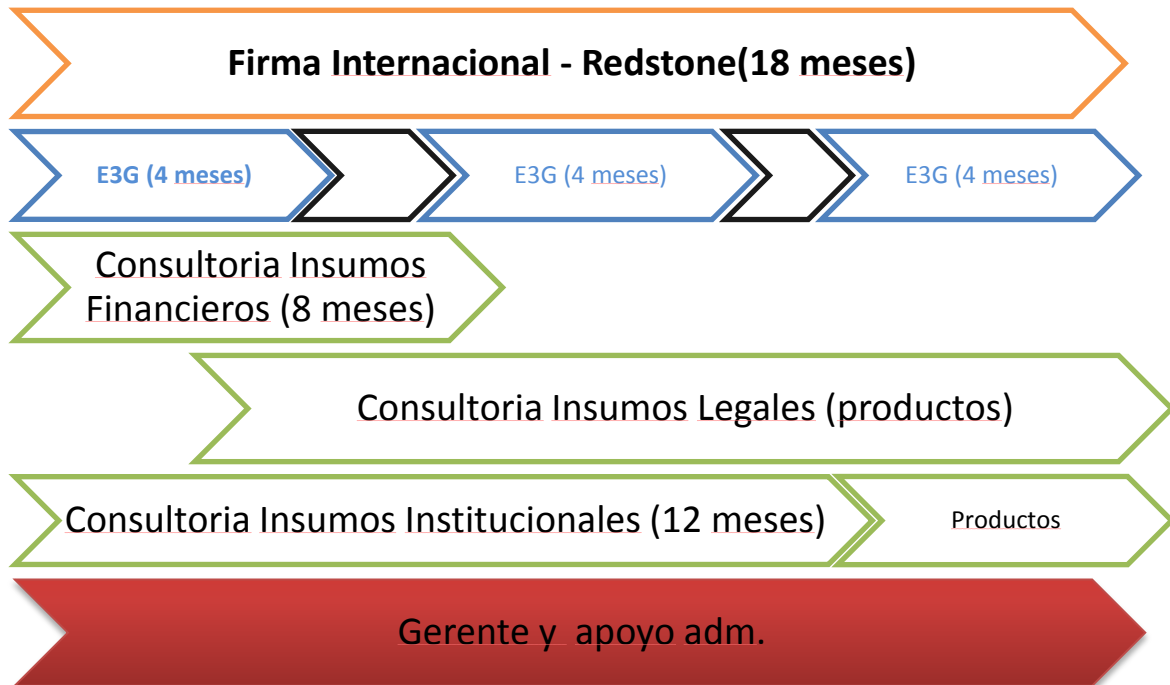 Firma Internacional - Redstone(18 meses)
E3G (4 meses)
E3G (4 meses)
E3G (4 meses)
Consultoria Insumos
Financieros (8 meses)
Consultoria Insumos Legales (productos)
Consultoria Insumos Institucionales (12 meses)
Productos
Gerente y  apoyo adm.